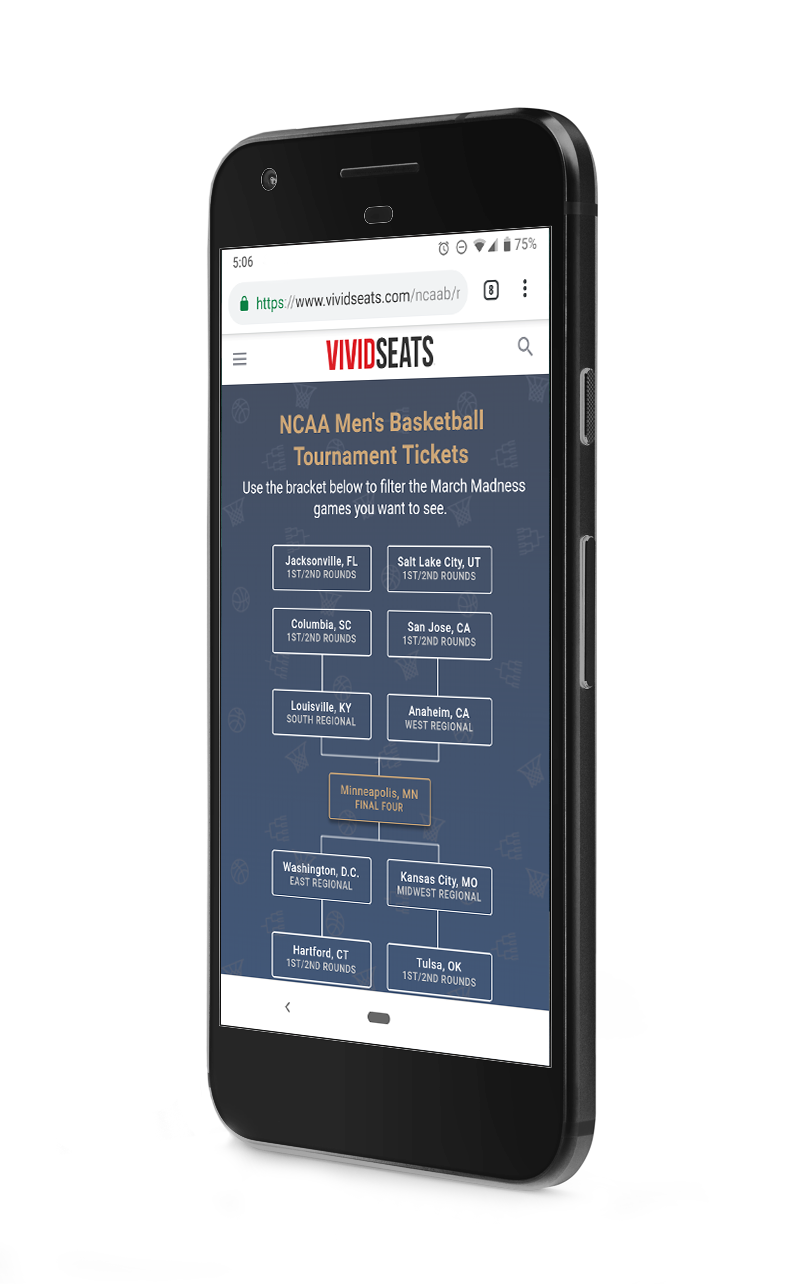 5:06
75%
https://www.vividseats.com/ncaab/r
8
VIVIDSEATS
NCAA Men's Basketball
Tournament Tickets
Use the bracket below to filter the March Madness
games you want to see.
Jacksonville, FL
1ST/2ND ROUNDS
Salt Lake City, UT
1ST/2ND ROUNDS
Columbia, SC
1ST/2ND ROUNDS
San Jose, CA
1ST/2ND ROUNDS
Louisville, KY
SOUTH REGIONAL
Anaheim, CA
WEST REGIONAL
Minneapolis, MN
FINAL FOUR
Washington, D.C.
EAST REGIONAL
Kansas City, MO
MIDWEST REGIONAL
Hartford, CT
1ST/2ND ROUNDS
Tulsa, OK
1ST/2ND ROUNDS